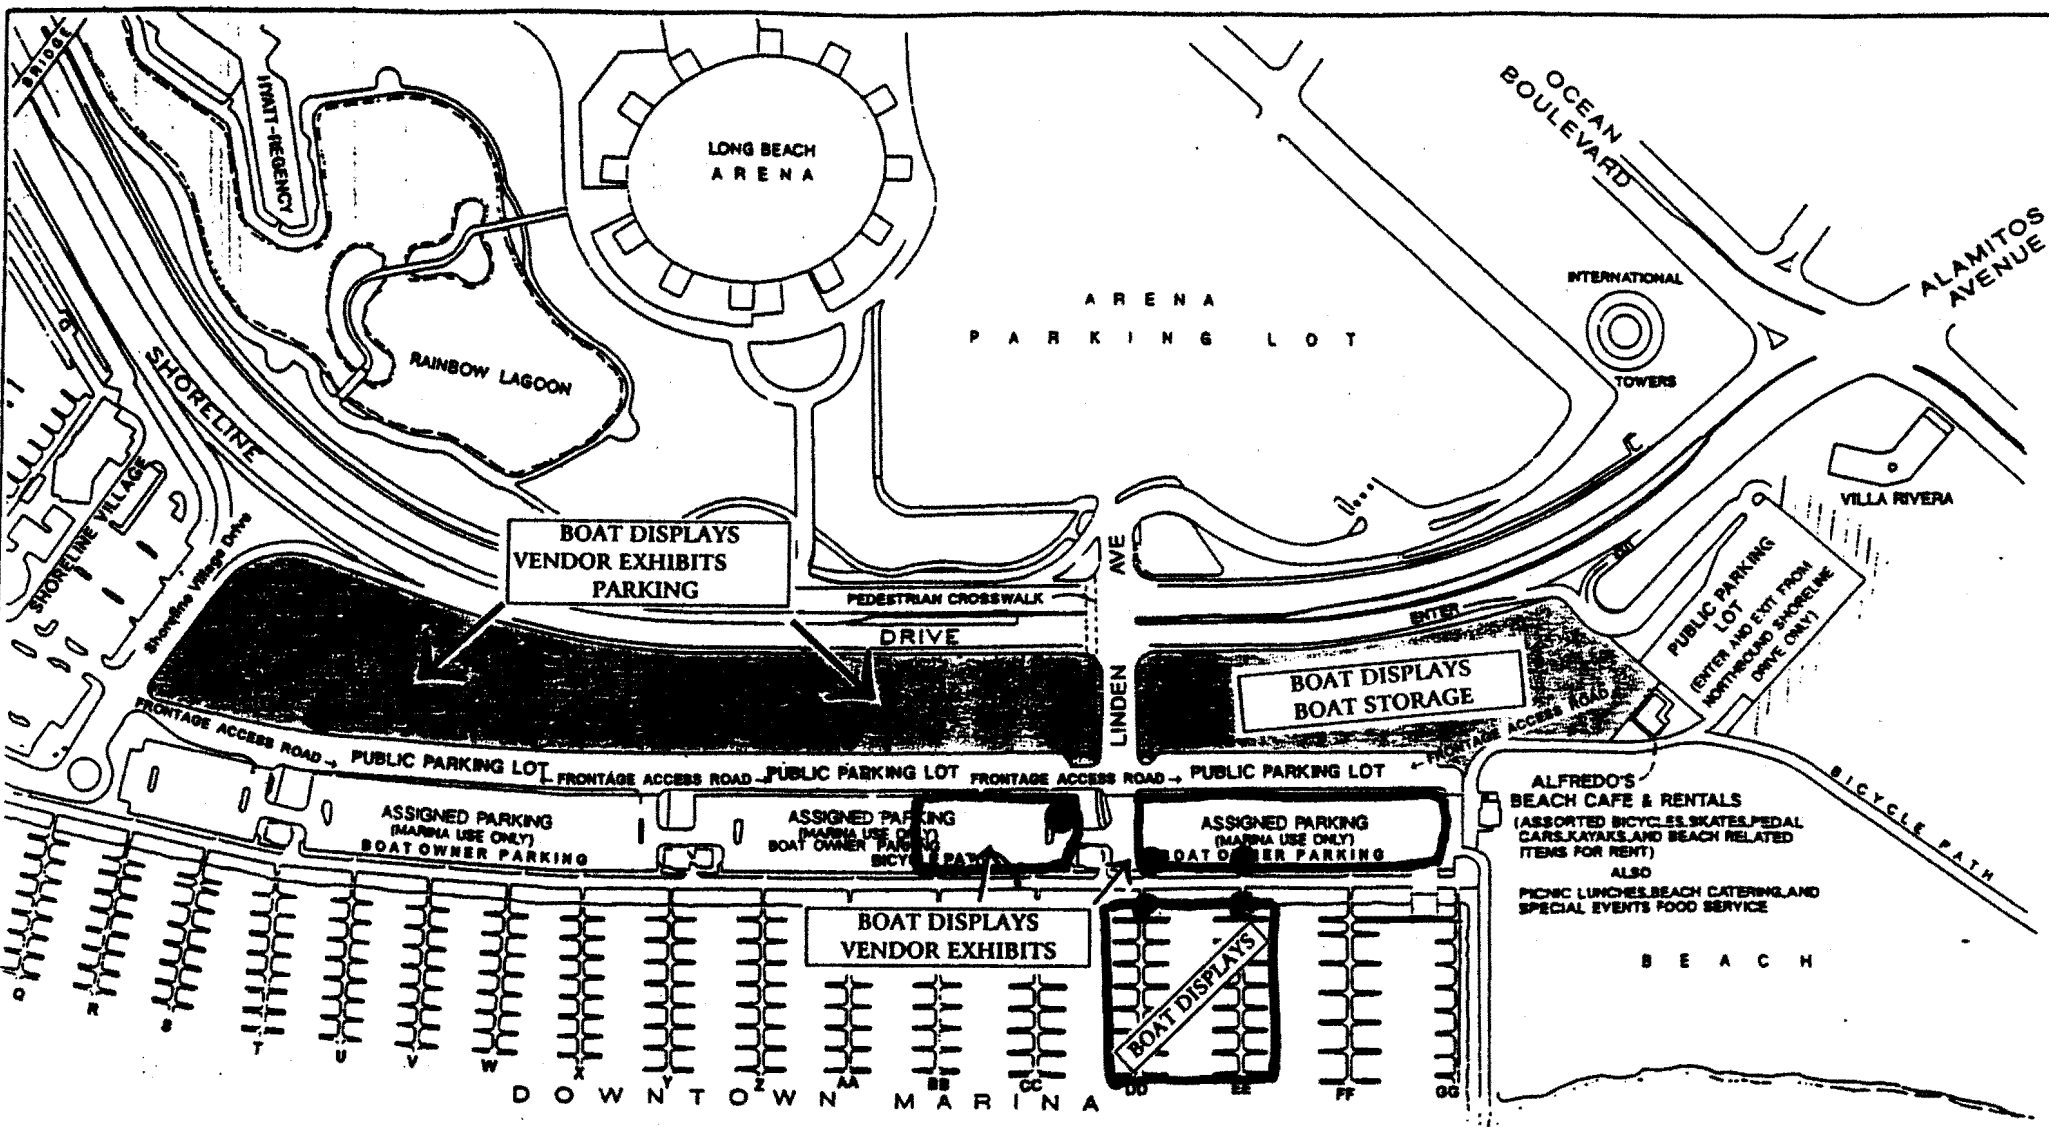 BRIDGE
HYATT-REGENCY
LONG BEACH
ARENA
OCEAN
BOULEVARD
ALAMITOS
AVENUE
INTERNATIONAL
TOWERS
ARENA
PARKING LOT
RAINBOW LAGOON
SHORELINE
SHORELINE VILLAGE
Shoreline Village Drive
VILLA RIVERA
BOAT DISPLAYS
VENDOR EXHIBITS
PARKING
PEDESTRIAN CROSSWALK
DRIVE
LINDEN AVE
ENTER
PUBLIC PARKING
LOT
(ENTER AND EXIT FROM
NORTHBOUND SHORELINE
DRIVE ONLY)
BOAT DISPLAYS
BOAT STORAGE
FRONTAGE ACCESS ROAD
FRONTAGE ACCESS ROAD→
PUBLIC PARKING LOT
←FRONTAGE ACCESS ROAD→
PUBLIC PARKING LOT
FRONTAGE ACCESS ROAD→
PUBLIC PARKING LOT
ASSIGNED PARKING
(MARINA USE ONLY)
BOAT OWNER PARKING
ASSIGNED PARKING
(MARINA USE ONLY)
BOAT OWNER PARKING
ASSIGNED PARKING
(MARINA USE ONLY)
BOAT OWNER PARKING
ALFREDO'S
BEACH CAFE & RENTALS
(ASSORTED BICYCLES,SKATES,PEDAL
CARS,KAYAKS,AND BEACH RELATED
ITEMS FOR RENT)
ALSO
PICNIC LUNCHES,BEACH CATERING,AND
SPECIAL EVENTS FOOD SERVICE
BICYCLE PATH
BOAT DISPLAYS
VENDOR EXHIBITS
BOAT DISPLAYS
BEACH
Q
R
S
T
U
V
W
X
Y
Z
AA
BB
CC
DD
EE
FF
GG
DOWNTOWN MARINA